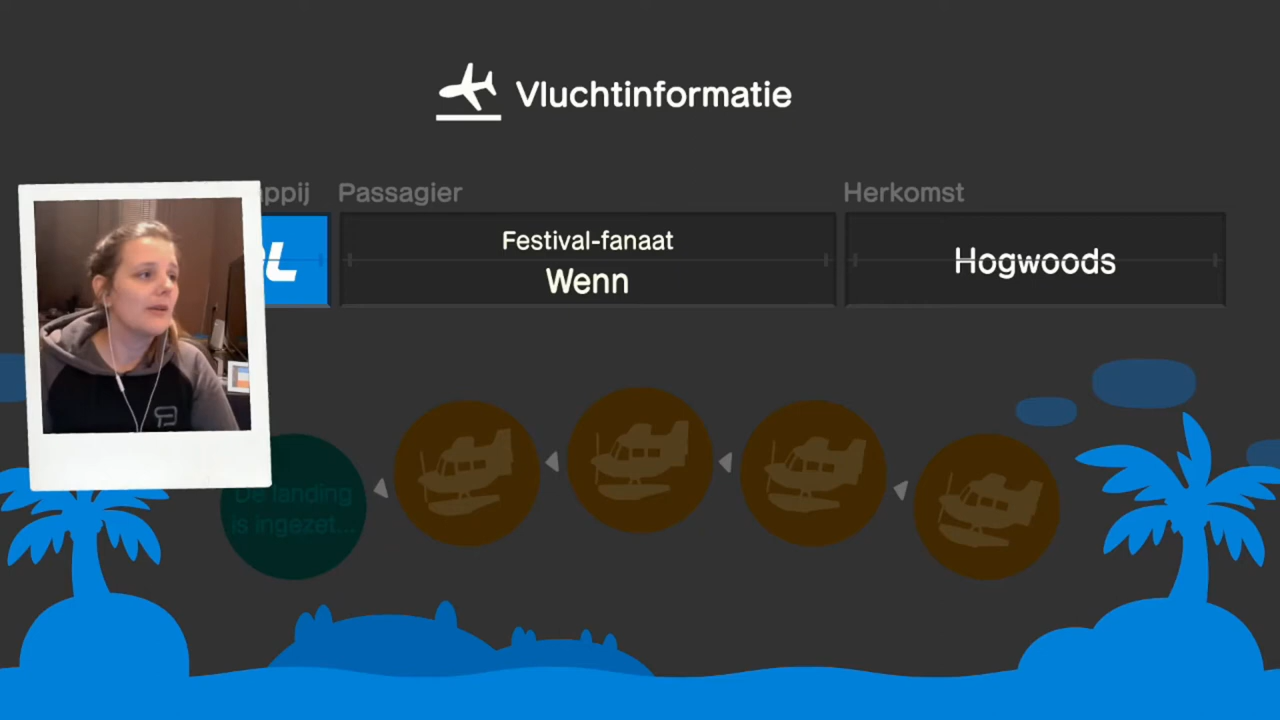 Vluchtinformatie
Passagier
Herkomst
Festival-fanaat
Wenn
Hogwoods
De landing
is ingezet...